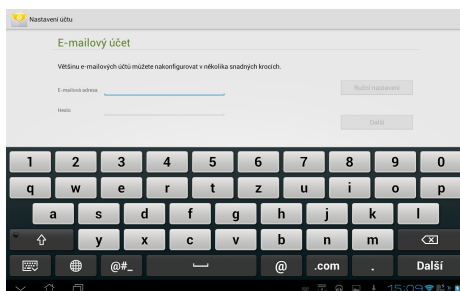 Nastavení účtu
E-mailový účet
Většinu e-mailových účtů můžete nakonfigurovat v několika snadných krocích.
E-mailová adresa
Ruční nastavení
Heslo
Další
1 2 3 4 5 6 7 8 9 0
q w e r t z u i o p
a s d f g h j k l
y x c v b n m
@#_ @ .com . Další
15:09